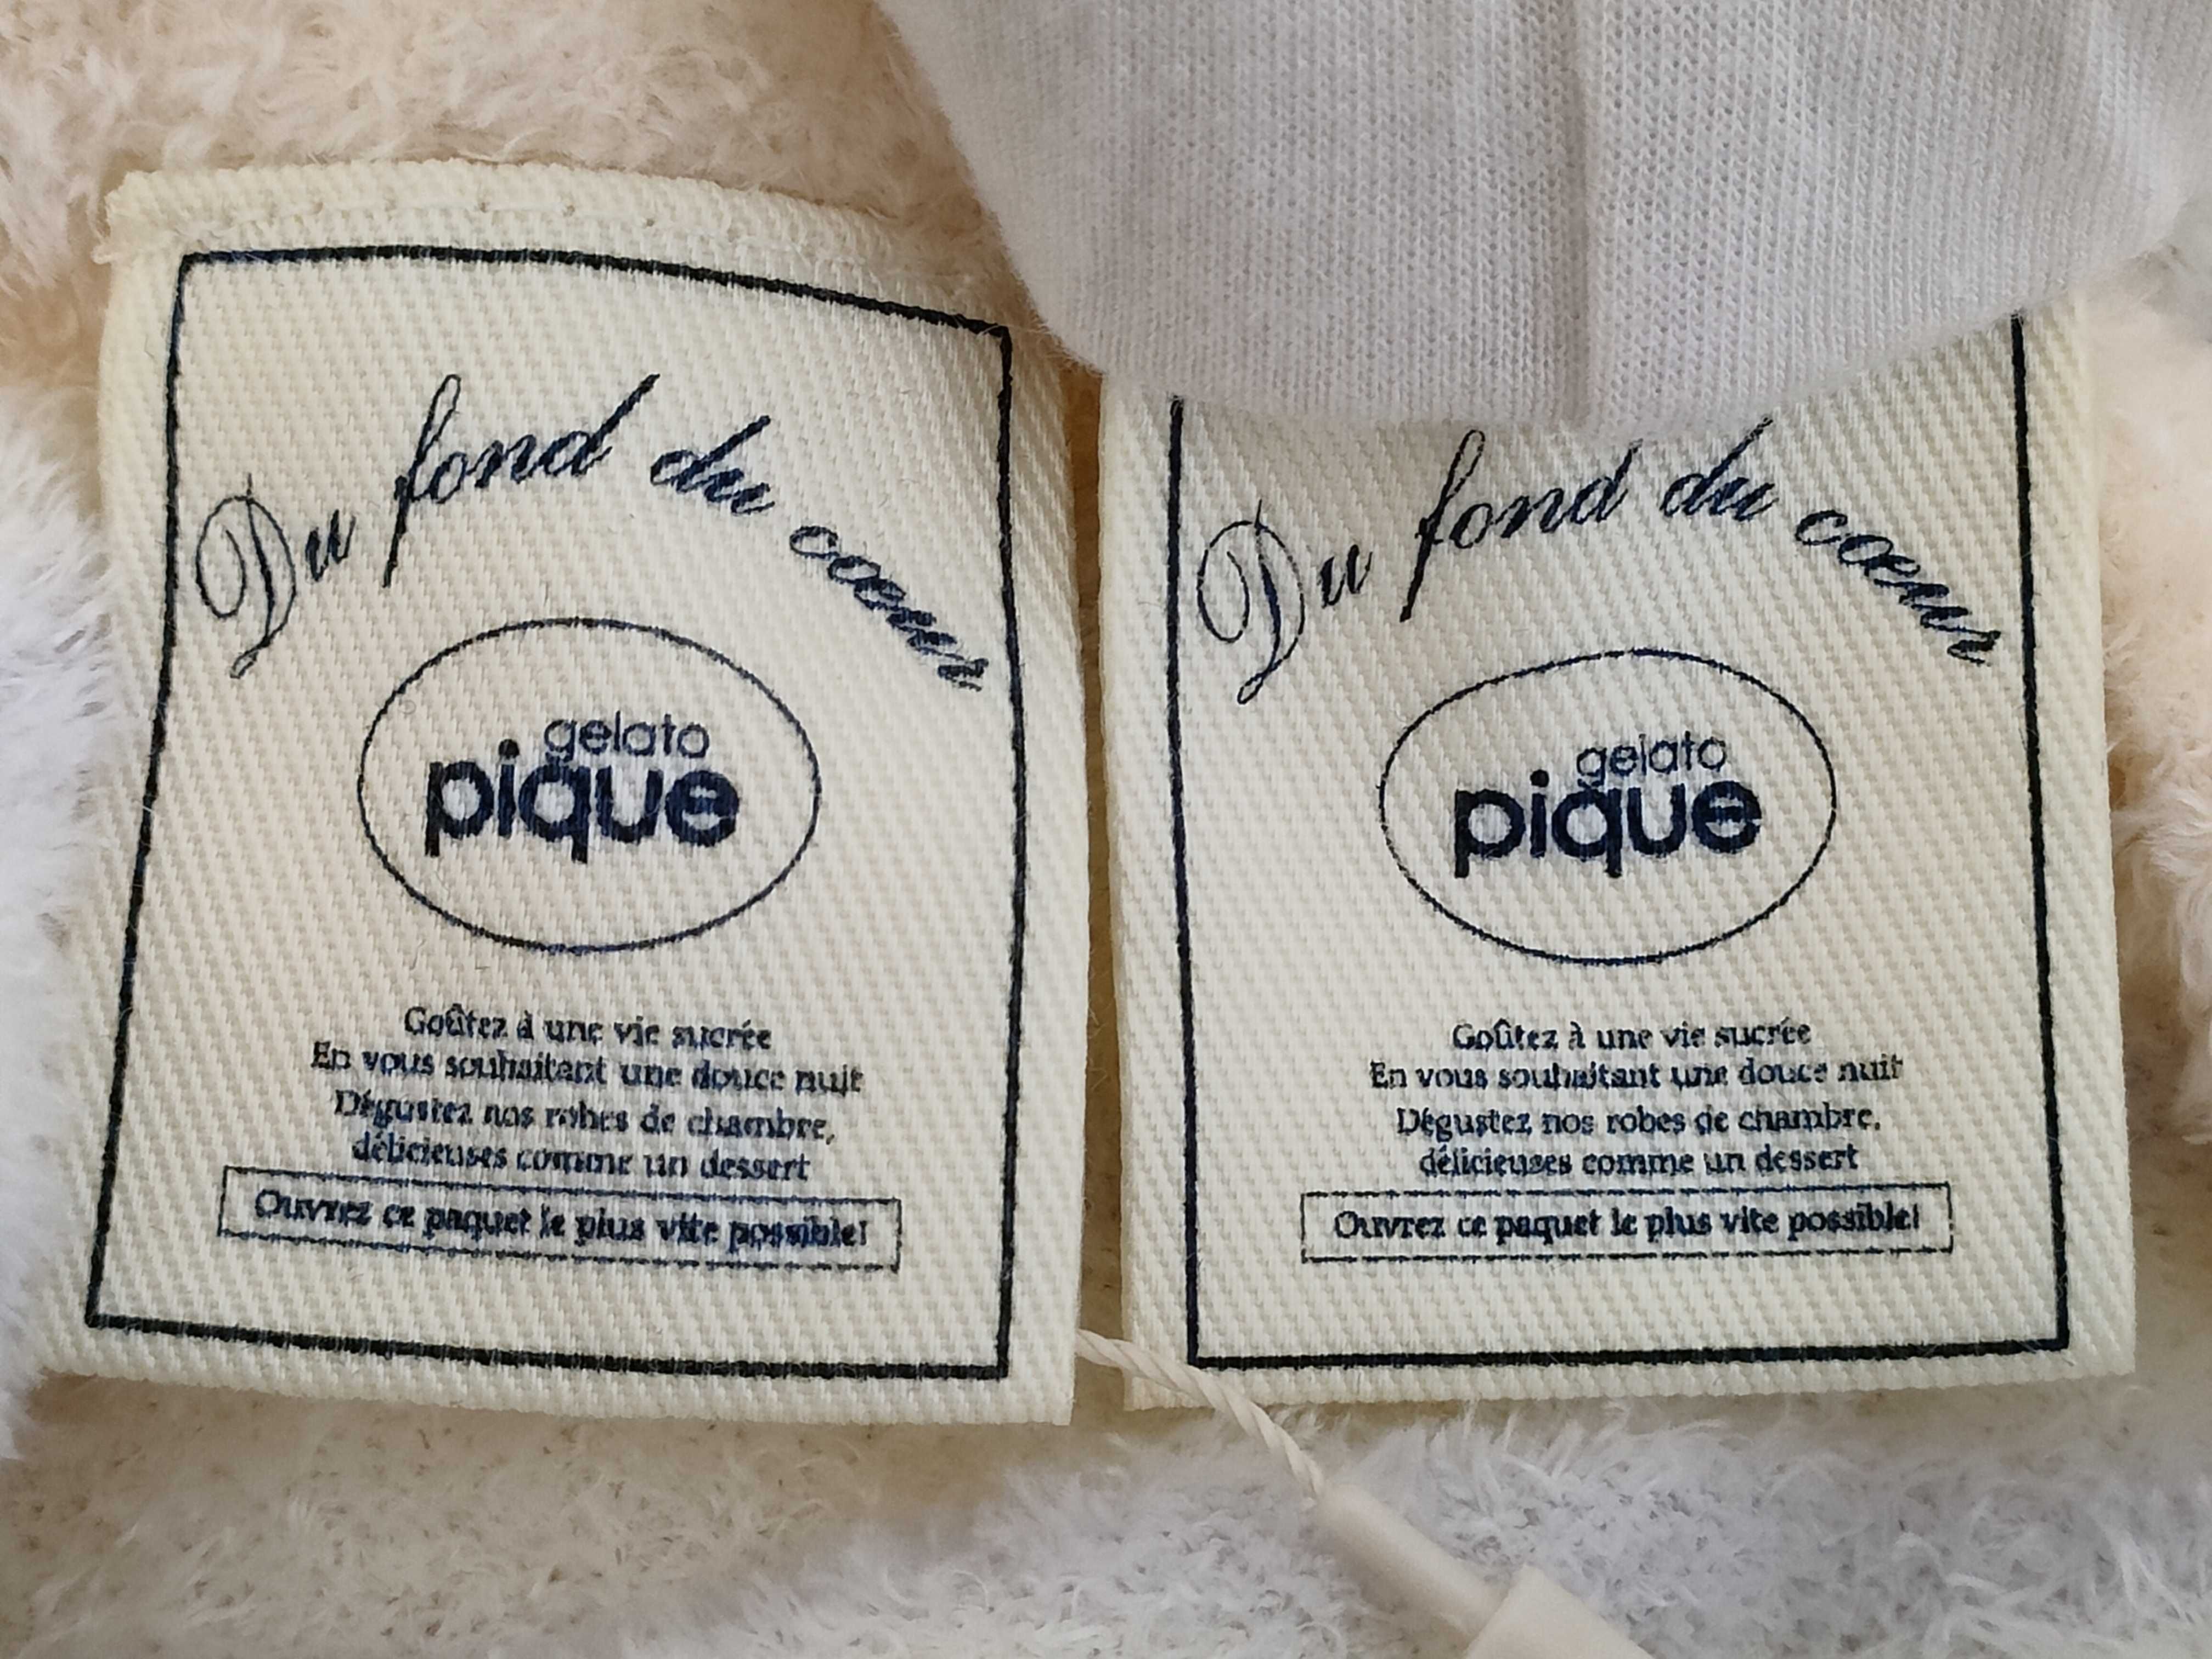 Du fond du cœur
gelato
pique
Goûtez à une vie sucrée
En vous souhaitant une douce nuit
Dégustez nos robes de chambre,
délicieuses comme un dessert
Ouvrez ce paquet le plus vite possible!
Du fond du cœur
gelato
pique
Goûtez à une vie sucrée
En vous souhaitant une douce nuit
Dégustez nos robes de chambre,
délicieuses comme un dessert
Ouvrez ce paquet le plus vite possible!